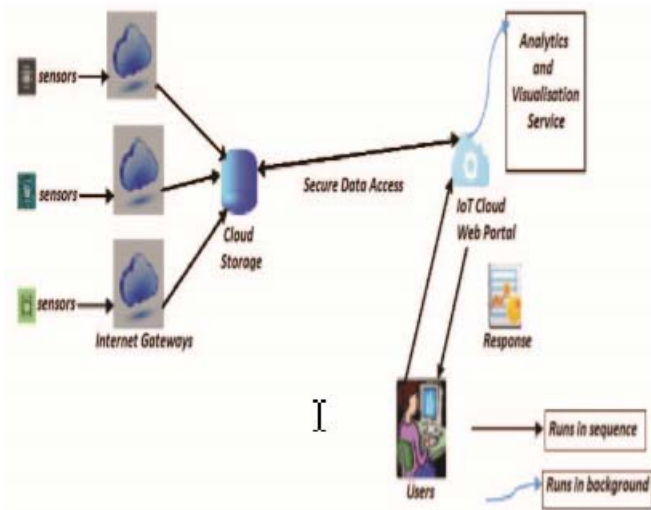 sensors
sensors
sensors
Internet Gateways
Cloud
Storage
Secure Data Access
Analytics
and
Visualisation
Service
IoT Cloud
Web Portal
Response
Users
Runs in sequence
Runs in background